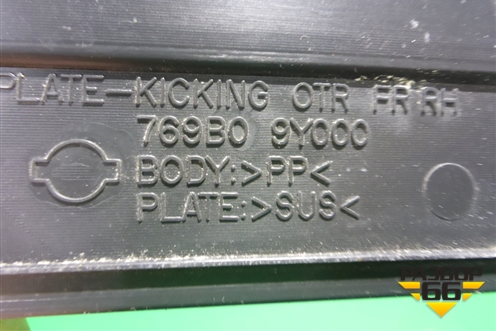 PLATE-KICKING OTR FR RH
769B0 9Y000
BODY:>PP<
PLATE:>SUS<
РАЗБОР
66